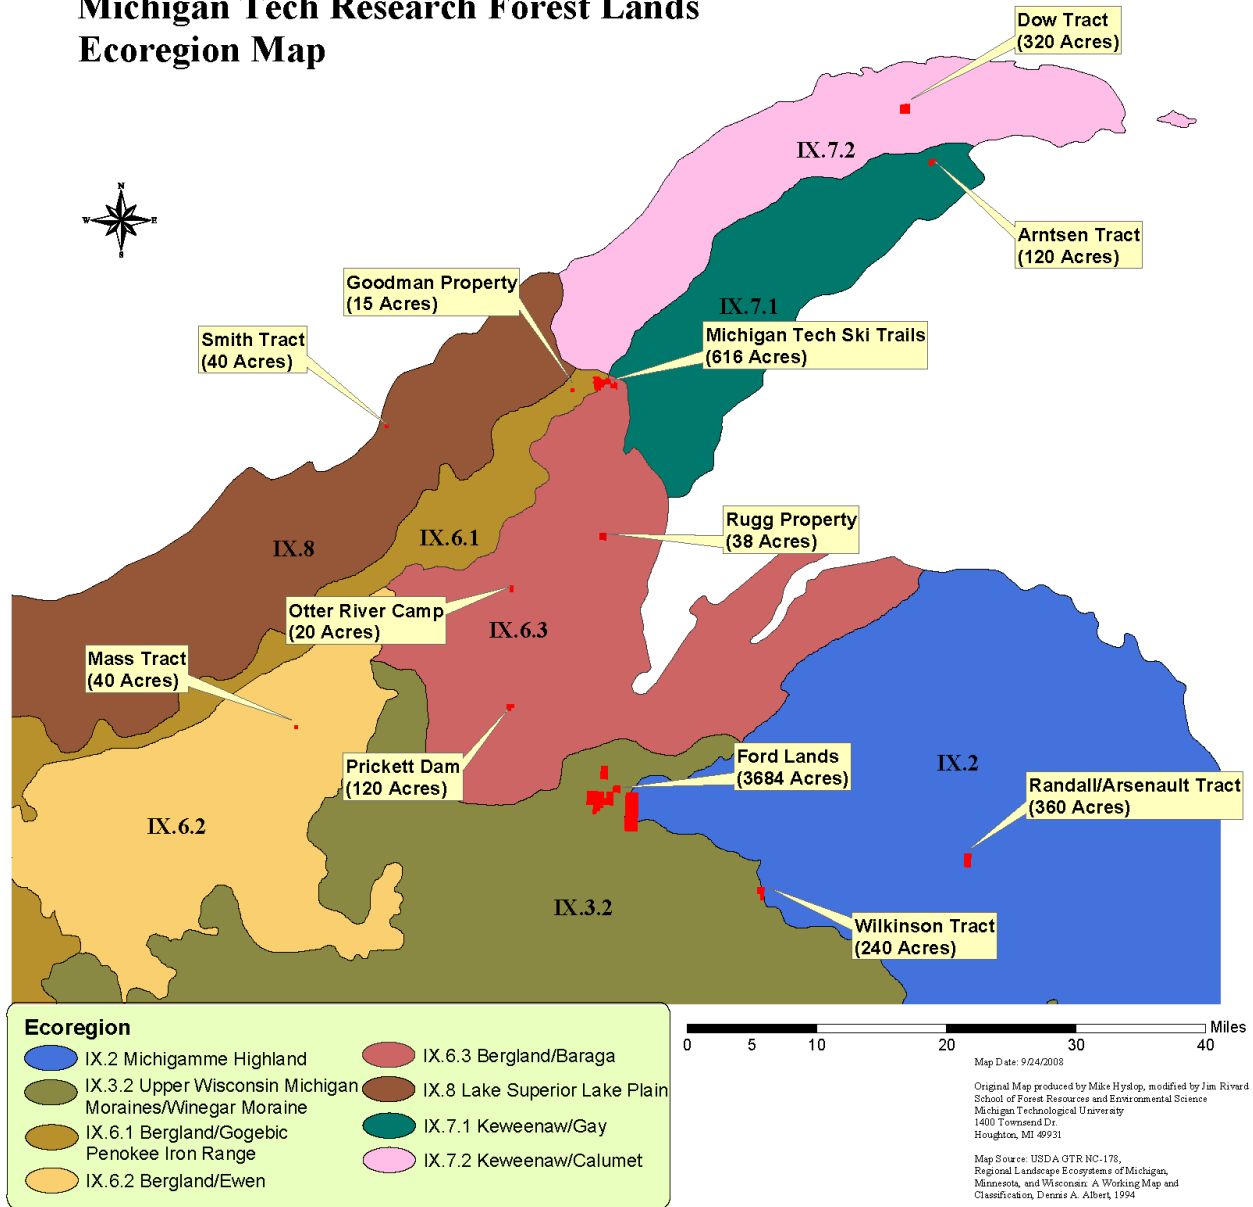 Michigan Tech Research Forest Lands
Ecoregion Map
Dow Tract
(320 Acres)
IX.7.2
N
W
E
S
Arntsen Tract
(120 Acres)
Goodman Property
(15 Acres)
IX.7.1
Smith Tract
(40 Acres)
Michigan Tech Ski Trails
(616 Acres)
Rugg Property
(38 Acres)
IX.6.1
IX.8
Otter River Camp
(20 Acres)
IX.6.3
Mass Tract
(40 Acres)
Prickett Dam
(120 Acres)
Ford Lands
(3684 Acres)
IX.2
Randall/Arsenault Tract
(360 Acres)
IX.6.2
IX.3.2
Wilkinson Tract
(240 Acres)
Ecoregion
IX.2 Michigamme Highland
IX.3.2 Upper Wisconsin Michigan
Moraines/Winegar Moraine
IX.6.1 Bergland/Gogebic
Penokee Iron Range
IX.6.2 Bergland/Ewen
IX.6.3 Bergland/Baraga
IX.8 Lake Superior Lake Plain
IX.7.1 Keweenaw/Gay
IX.7.2 Keweenaw/Calumet
Miles
0 5 10 20 30 40
Map Date: 9/24/2008
Original Map produced by Mike Hyslop, modified by Jim Rivard
School of Forest Resources and Environmental Science
Michigan Technological University
1400 Townsend Dr.
Houghton, MI 49931
Map Source: USDA GTR NC-178,
Regional Landscape Ecosystems of Michigan,
Minnesota, and Wisconsin: A Working Map and
Classification, Dennis A. Albert, 1994